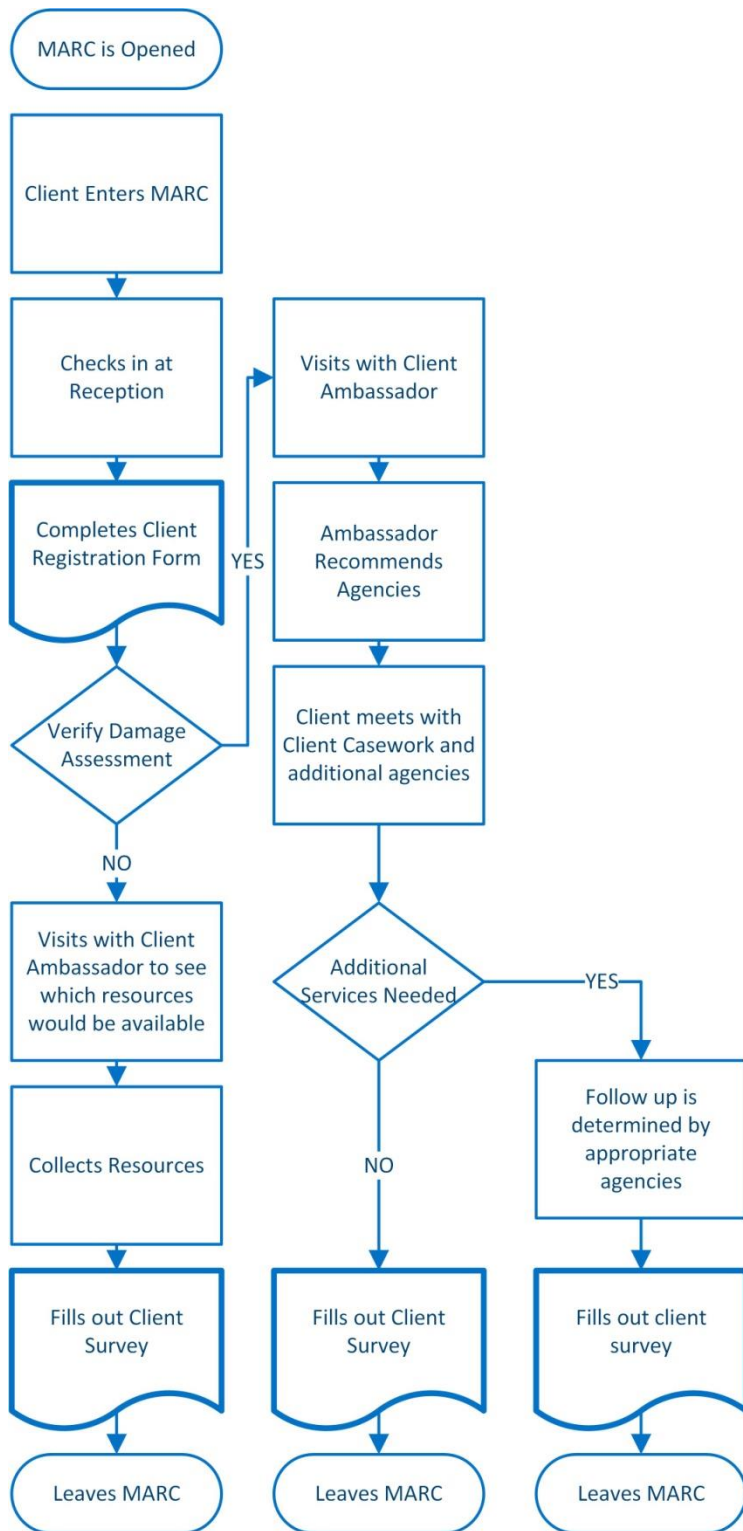 MARC is Opened
Client Enters MARC
Checks in at
Reception
Completes Client
Registration Form
Verify Damage
Assessment
YES
NO
Visits with Client
Ambassador to see
which resources
would be available
Collects Resources
Fills out Client
Survey
Leaves MARC
Visits with Client
Ambassador
Ambassador
Recommends
Agencies
Client meets with
Client Casework and
additional agencies
Additional
Services Needed
YES
NO
Fills out Client
Survey
Leaves MARC
Follow up is
determined by
appropriate
agencies
Fills out client
survey
Leaves MARC